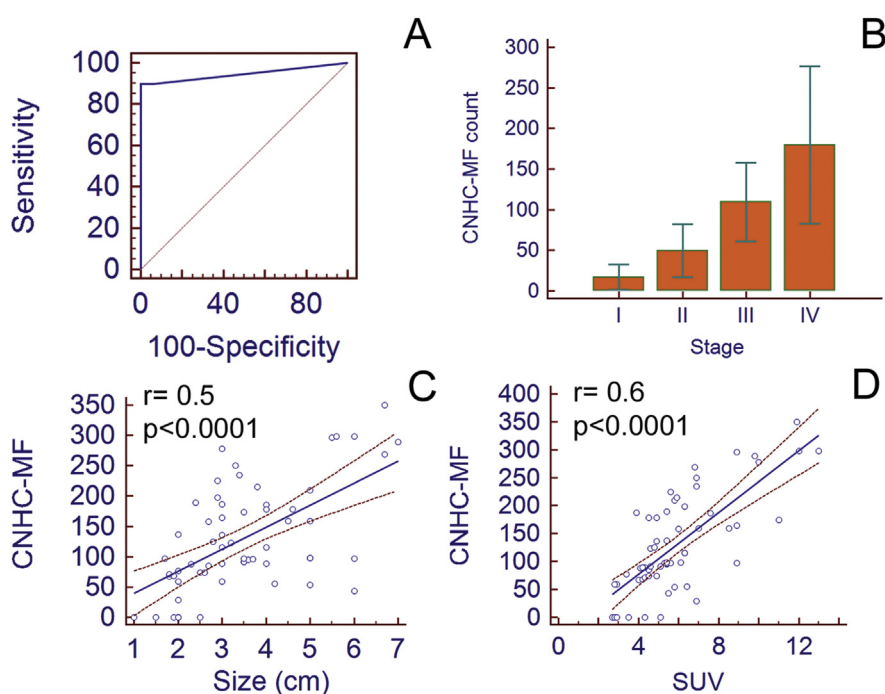 A
Sensitivity
100
80
60
40
20
0
0 40 80
100-Specificity
B
CNHC-MF count
300
250
200
150
100
50
0
I II III IV
Stage
C
r= 0.5
p<0.0001
CNHC-MF
350
300
250
200
150
100
50
0
1 2 3 4 5 6 7
Size (cm)
D
r= 0.6
p<0.0001
CNHC-MF
400
350
300
250
200
150
100
50
0
0 4 8 12
SUV